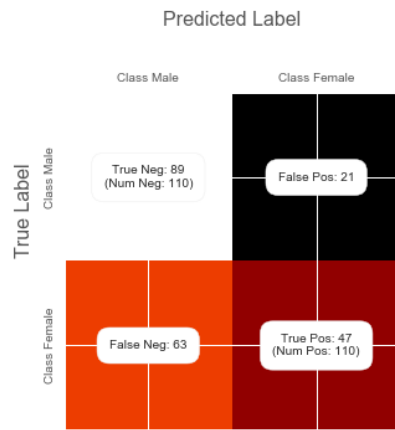 Predicted Label
Class Male
Class Female
True Label
Class Male
True Neg: 89
(Num Neg: 110)
False Pos: 21
Class Female
False Neg: 63
True Pos: 47
(Num Pos: 110)